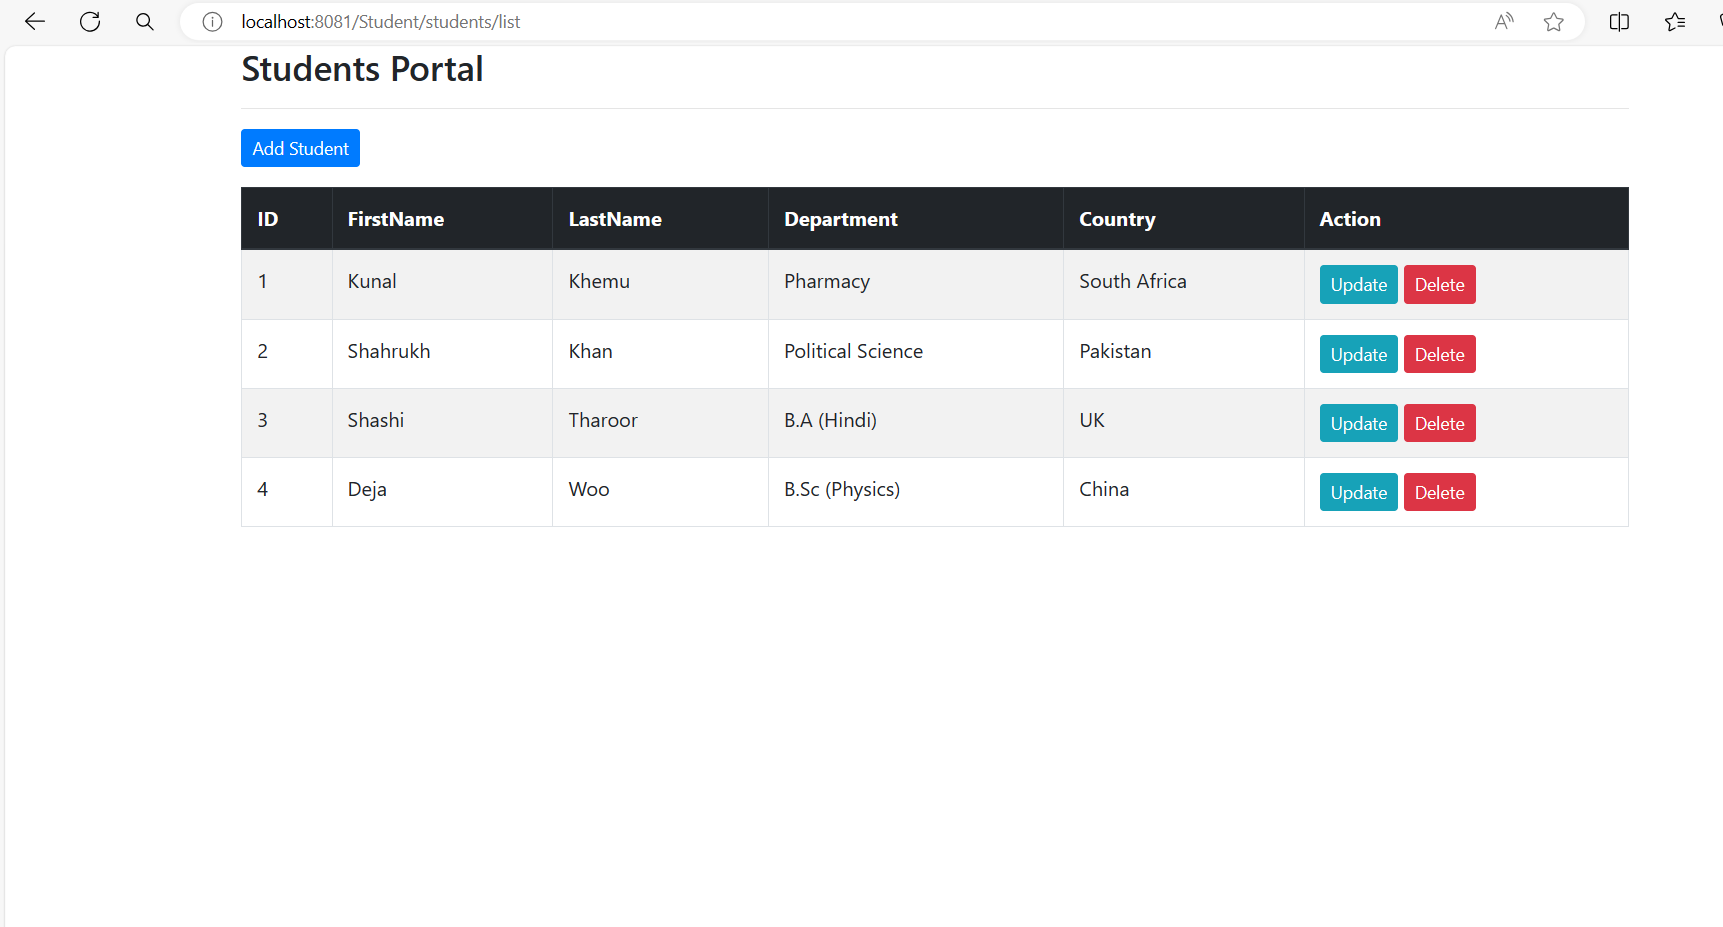 localhost:8081/Student/students/list
Students Portal
Add Student
ID FirstName LastName Department Country Action
1 Kunal Khemu Pharmacy South Africa Update Delete
2 Shahrukh Khan Political Science Pakistan Update Delete
3 Shashi Tharoor B.A (Hindi) UK Update Delete
4 Deja Woo B.Sc (Physics) China Update Delete